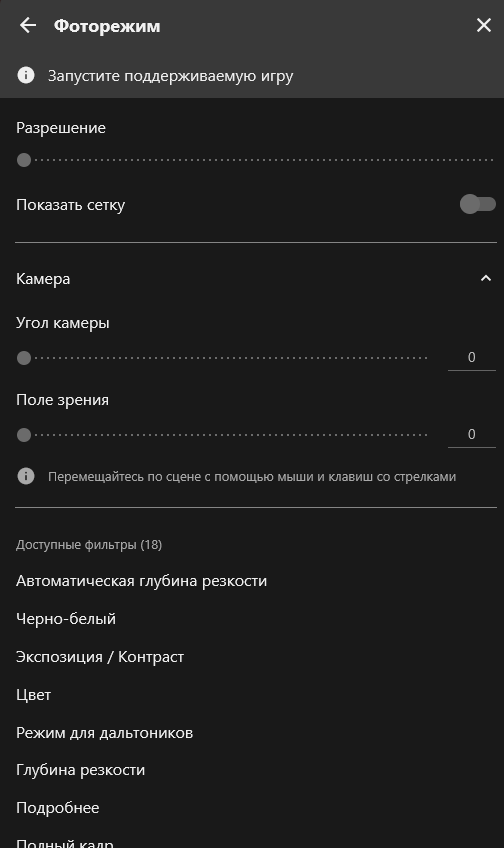 Фоторежим
Запустите поддерживаемую игру
Разрешение
Показать сетку
Камера
Угол камеры
0
Поле зрения
0
Перемещайтесь по сцене с помощью мыши и клавиш со стрелками
Доступные фильтры (18)
Автоматическая глубина резкости
Черно-белый
Экспозиция / Контраст
Цвет
Режим для дальтоников
Глубина резкости
Подробнее
Полный кадр